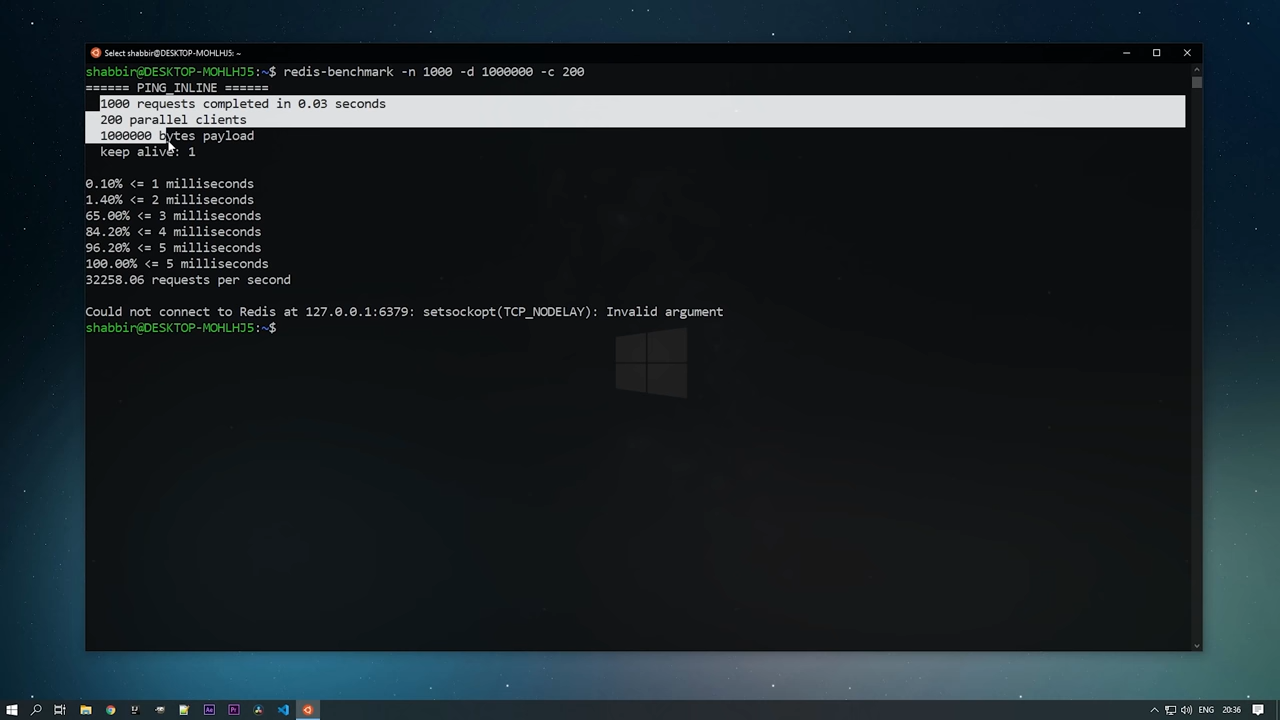 Select shabbir@DESKTOP-MOHLHJ5: ~
shabbir@DESKTOP-MOHLHJ5:~$ redis-benchmark -n 1000 -d 1000000 -c 200
====== PING_INLINE ======
1000 requests completed in 0.03 seconds
200 parallel clients
1000000 bytes payload
keep alive: 1
0.10% <= 1 milliseconds
1.40% <= 2 milliseconds
65.00% <= 3 milliseconds
84.20% <= 4 milliseconds
96.20% <= 5 milliseconds
100.00% <= 5 milliseconds
32258.06 requests per second
Could not connect to Redis at 127.0.0.1:6379: setsockopt(TCP_NODELAY): Invalid argument
shabbir@DESKTOP-MOHLHJ5:~$
Ae Pr ENG 20:36